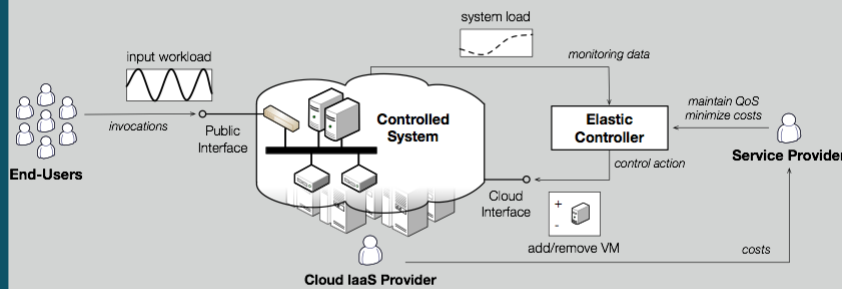 system load
input workload
monitoring data
maintain QoS
minimize costs
Controlled
System
Elastic
Controller
invocations
Public
Interface
Service Provider
control action
End-Users
Cloud
Interface
+
-
add/remove VM
costs
Cloud IaaS Provider